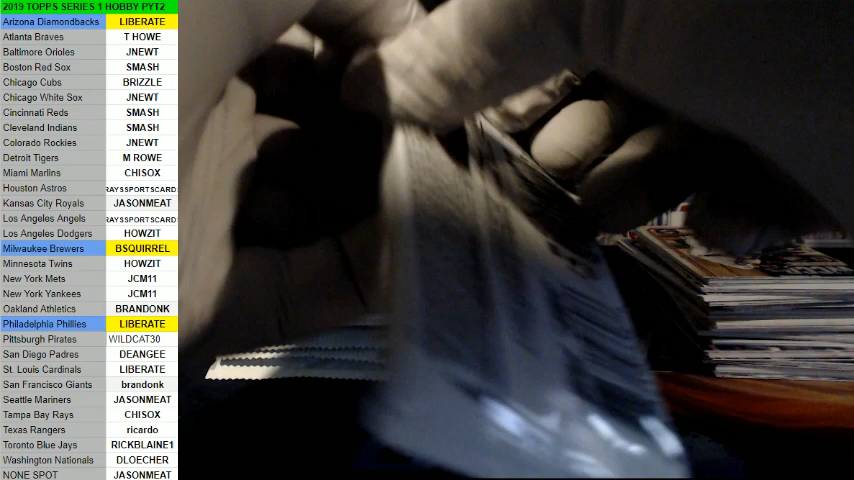 2019 TOPPS SERIES 1 HOBBY PYT2
Arizona Diamondbacks LIBERATE
Atlanta Braves T HOWE
Baltimore Orioles JNEWT
Boston Red Sox SMASH
Chicago Cubs BRIZZLE
Chicago White Sox JNEWT
Cincinnati Reds SMASH
Cleveland Indians SMASH
Colorado Rockies JNEWT
Detroit Tigers M ROWE
Miami Marlins CHISOX
Houston Astros RAYSSPORTSCARD
Kansas City Royals JASONMEAT
Los Angeles Angels RAYSSPORTSCARD
Los Angeles Dodgers HOWZIT
Milwaukee Brewers BSQUIRREL
Minnesota Twins HOWZIT
New York Mets JCM11
New York Yankees JCM11
Oakland Athletics BRANDONK
Philadelphia Phillies LIBERATE
Pittsburgh Pirates WILDCAT30
San Diego Padres DEANGEE
St. Louis Cardinals LIBERATE
San Francisco Giants brandonk
Seattle Mariners JASONMEAT
Tampa Bay Rays CHISOX
Texas Rangers ricardo
Toronto Blue Jays RICKBLAINE1
Washington Nationals DLOECHER
NONE SPOT JASONMEAT